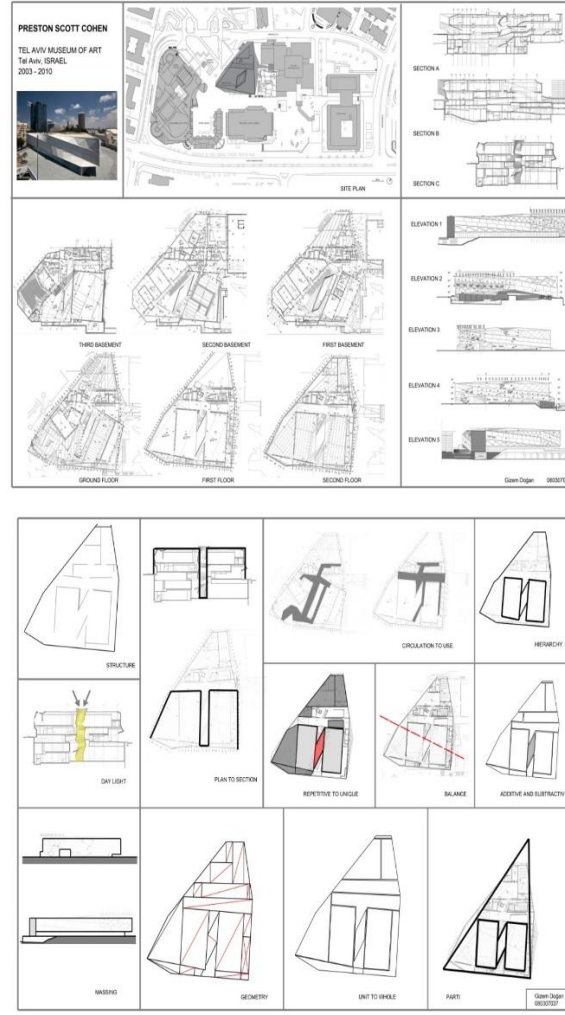 PRESTON SCOTT COHEN
TEL AVIV MUSEUM OF ART
Tel Aviv, ISRAEL
2003 - 2010
SITE PLAN
SECTION A
SECTION B
SECTION C
THIRD BASEMENT
SECOND BASEMENT
FIRST BASEMENT
GROUND FLOOR
FIRST FLOOR
SECOND FLOOR
ELEVATION 1
ELEVATION 2
ELEVATION 3
ELEVATION 4
ELEVATION 5
Gizem Doğan
STRUCTURE
DAY LIGHT
PLAN TO SECTION
CIRCULATION TO USE
HIERARCHY
REPETITIVE TO UNIQUE
BALANCE
ADDITIVE AND SUBTRACTIV
MASSING
GEOMETRY
UNIT TO WHOLE
PARTI
Gizem Doğan
080307037